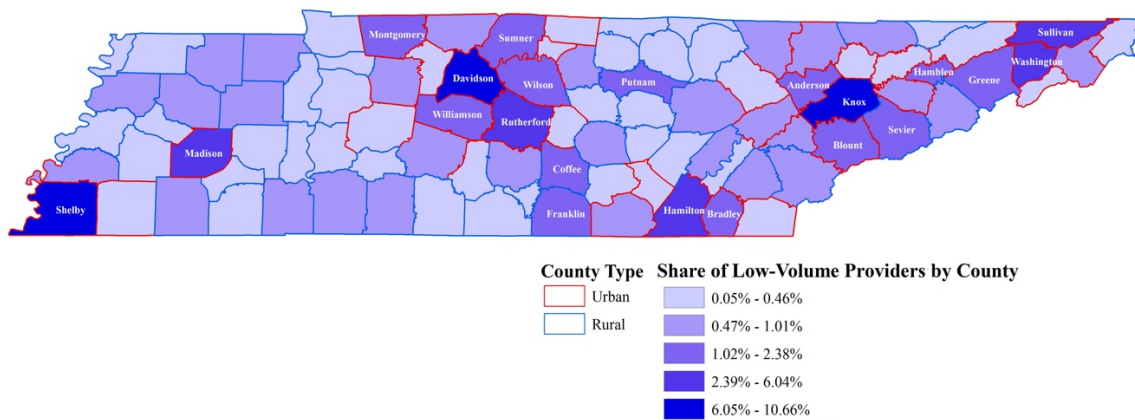 Montgomery
Sumner
Sullivan
Davidson
Wilson
Putnam
Anderson
Knox
Hamblen
Greene
Washington
Williamson
Rutherford
Sevier
Blount
Madison
Coffee
Shelby
Franklin
Hamilton
Bradley
County Type
Urban
Rural
Share of Low-Volume Providers by County
0.05% - 0.46%
0.47% - 1.01%
1.02% - 2.38%
2.39% - 6.04%
6.05% - 10.66%